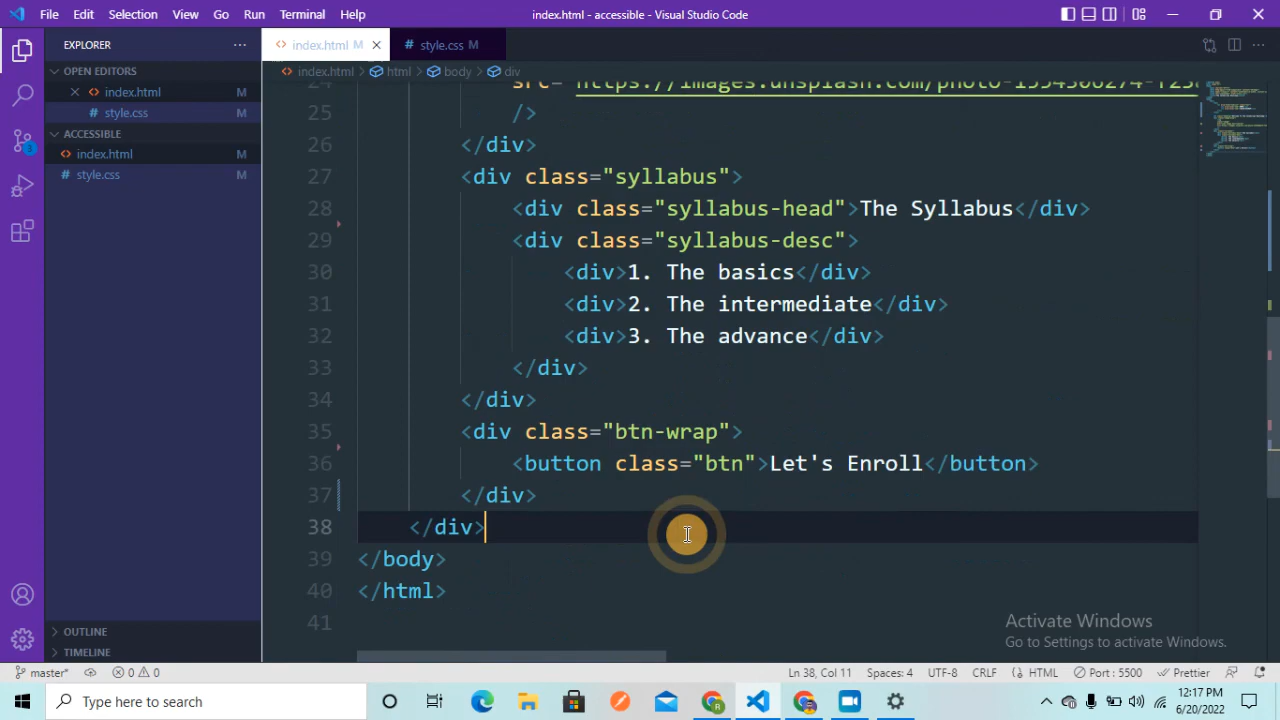 File Edit Selection View Go Run Terminal Help
index.html - accessible - Visual Studio Code
EXPLORER
OPEN EDITORS
index.html M
style.css M
ACCESSIBLE
index.html M
style.css M
OUTLINE
TIMELINE
index.html M
style.css M
index.html > html > body > div
25 />
26 </div>
27 <div class="syllabus">
28 <div class="syllabus-head">The Syllabus</div>
29 <div class="syllabus-desc">
30 <div>1. The basics</div>
31 <div>2. The intermediate</div>
32 <div>3. The advance</div>
33 </div>
34 </div>
35 <div class="btn-wrap">
36 <button class="btn">Let's Enroll</button>
37 </div>
38 </div>
39 </body>
40 </html>
41
Activate Windows
Go to Settings to activate Windows.
3
master* 0 0
Ln 38, Col 11 Spaces: 4 UTF-8 CRLF HTML Port : 5500 Prettier
Type here to search
12:17 PM
6/20/2022